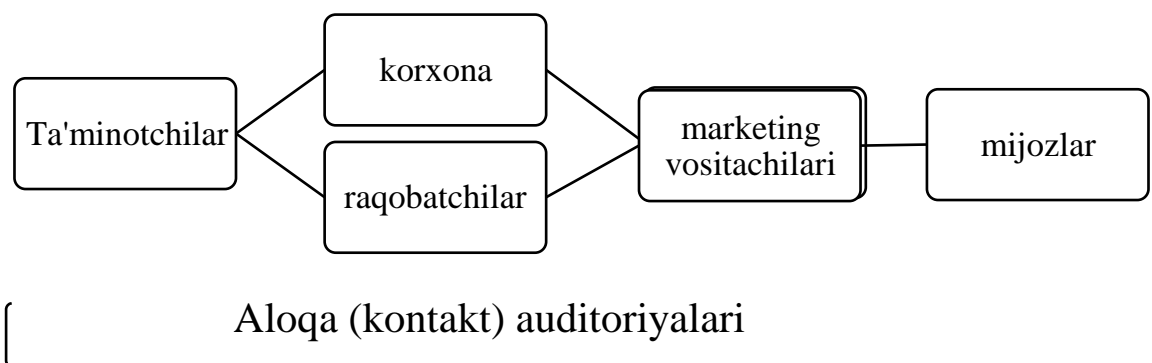 korxona
Ta'minotchilar
raqobatchilar
marketing
vositachilari
mijozlar
Aloqa (kontakt) auditoriyalari